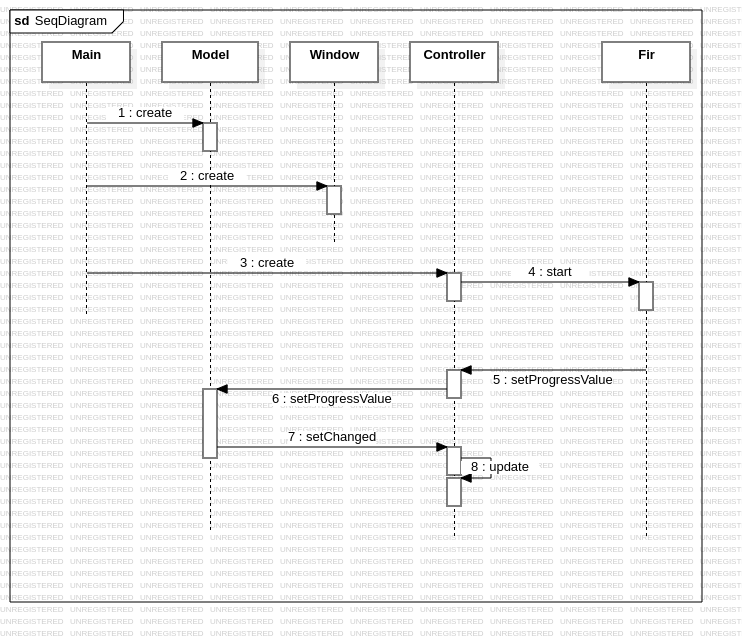 sd SeqDiagram
Main Model Window Controller Fir
1 : create
2 : create
3 : create
4 : start
5 : setProgressValue
6 : setProgressValue
7 : setChanged
8 : update
UNREGISTERED